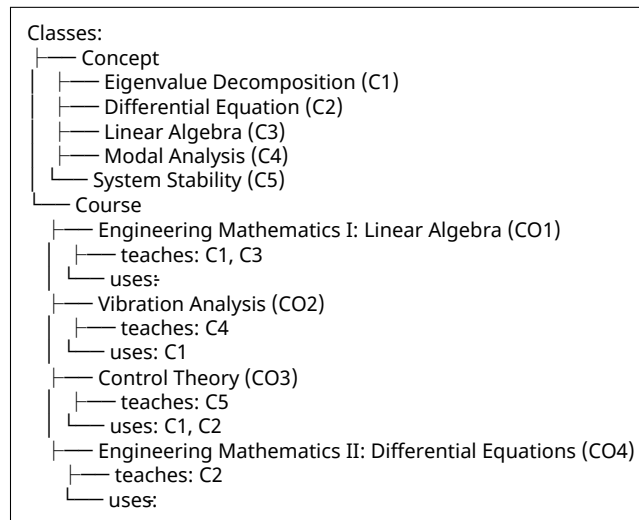 Classes:
├── Concept
│ ├── Eigenvalue Decomposition (C1)
│ ├── Differential Equation (C2)
│ ├── Linear Algebra (C3)
│ ├── Modal Analysis (C4)
│ └── System Stability (C5)
└── Course
├── Engineering Mathematics I: Linear Algebra (CO1)
│ ├── teaches: C1, C3
│ └── uses: -
├── Vibration Analysis (CO2)
│ ├── teaches: C4
│ └── uses: C1
├── Control Theory (CO3)
│ ├── teaches: C5
│ └── uses: C1, C2
├── Engineering Mathematics II: Differential Equations (CO4)
├── teaches: C2
└── uses: -